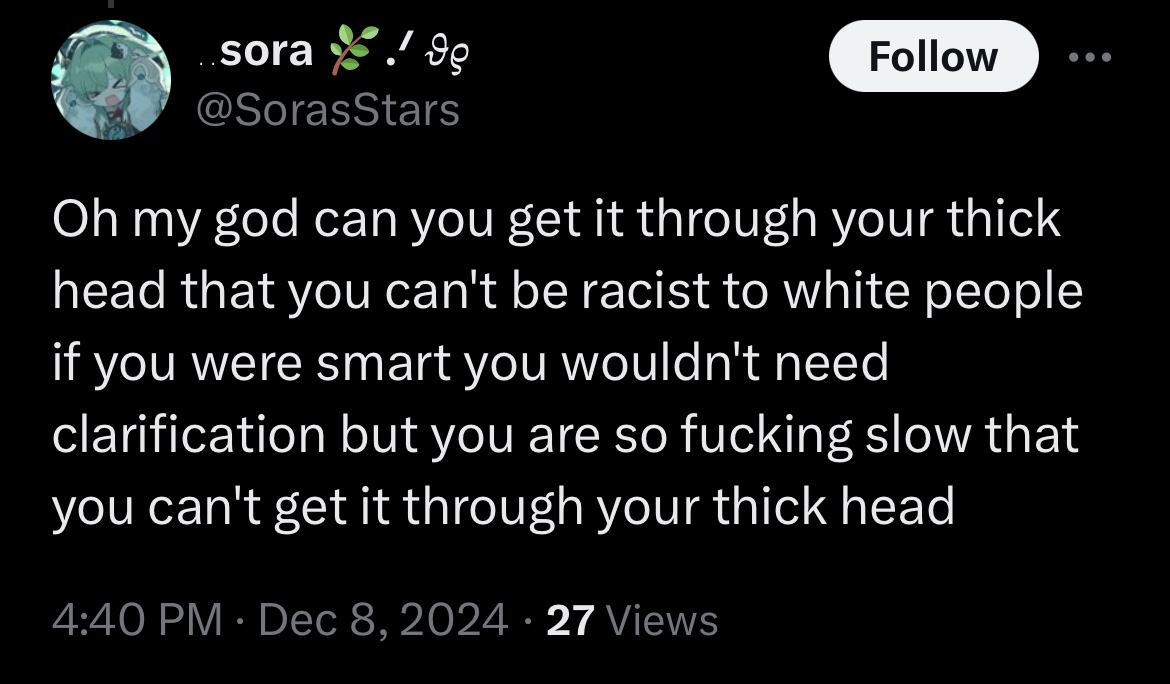 ..sora 🌿.ᐟ ϑϱ
Follow
@SorasStars
Oh my god can you get it through your thick
head that you can't be racist to white people
if you were smart you wouldn't need
clarification but you are so fucking slow that
you can't get it through your thick head
4:40 PM · Dec 8, 2024 · 27 Views